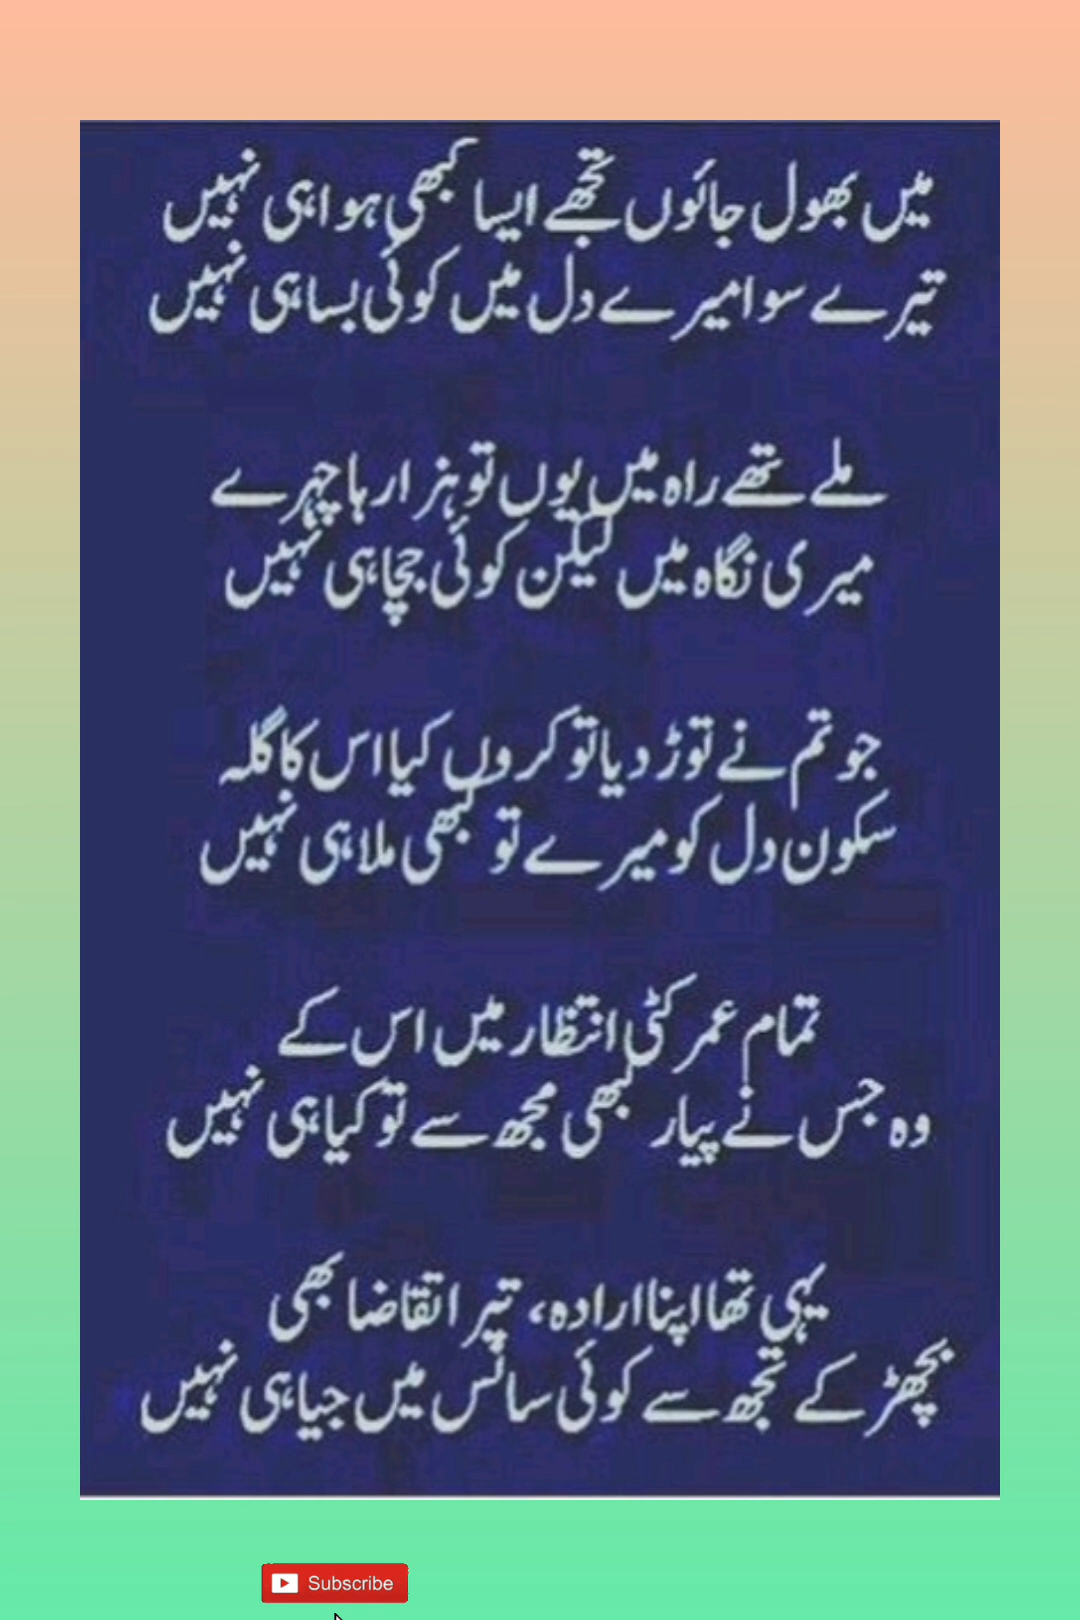 میں بھول جائوں تجھے ایسا کبھی ہوا ہی نہیں
تیرے سوا میرے دل میں کوئی بسا ہی نہیں
ملے تھے راہ میں یوں تو ہزار ہا چہرے
میری نگاہ میں لیکن کوئی جچا ہی نہیں
جو تم نے توڑ دیا تو کروں کیا اس کا گلہ
سکون دل کو میرے تو کبھی ملا ہی نہیں
تمام عمر کٹی انتظار میں اس کے
وہ جس نے پیار کبھی مجھ سے تو کیا ہی نہیں
یہی تھا اپنا ارادہ، تیرا تقاضا بھی
بچھڑ کے تجھ سے کوئی سانس میں جیا ہی نہیں
Subscribe